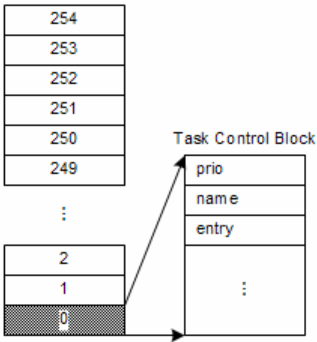 254
253
252
251
250
249
⋮
2
1
0
Task Control Block
prio
name
entry
⋮